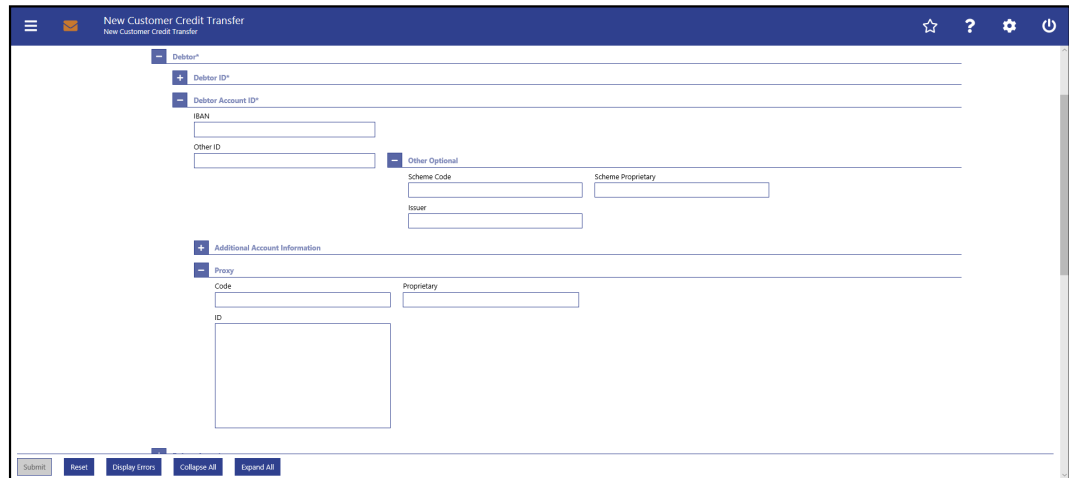 New Customer Credit Transfer
New Customer Credit Transfer
Debtor*
Debtor ID*
Debtor Account ID*
IBAN
Other ID
Other Optional
Scheme Code Scheme Proprietary
Issuer
Additional Account Information
Proxy
Code Proprietary
ID
Submit Reset Display Errors Collapse All Expand All